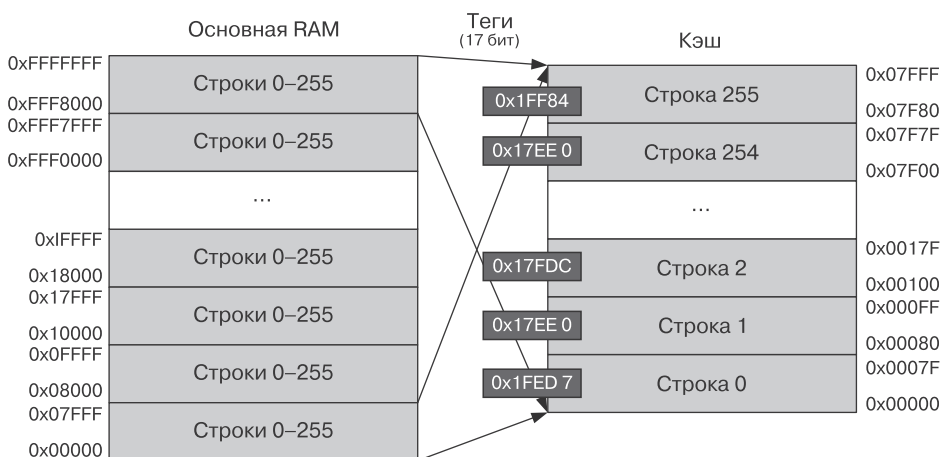 Основная RAM
Теги
(17 бит)
Кэш
0xFFFFFFF
Строки 0–255
0xFFF8000
0xFFF7FFF
Строки 0–255
0xFFF0000
...
0xIFFFF
Строки 0–255
0x18000
0x17FFF
Строки 0–255
0x10000
0x0FFFF
Строки 0–255
0x08000
0x07FFF
Строки 0–255
0x00000
0x1FF84
0x17EE 0
0x17FDC
0x17EE 0
0x1FED 7
Строка 255
0x07FFF
0x07F80
Строка 254
0x07F7F
0x07F00
...
Строка 2
0x0017F
0x00100
Строка 1
0x000FF
0x00080
Строка 0
0x0007F
0x00000